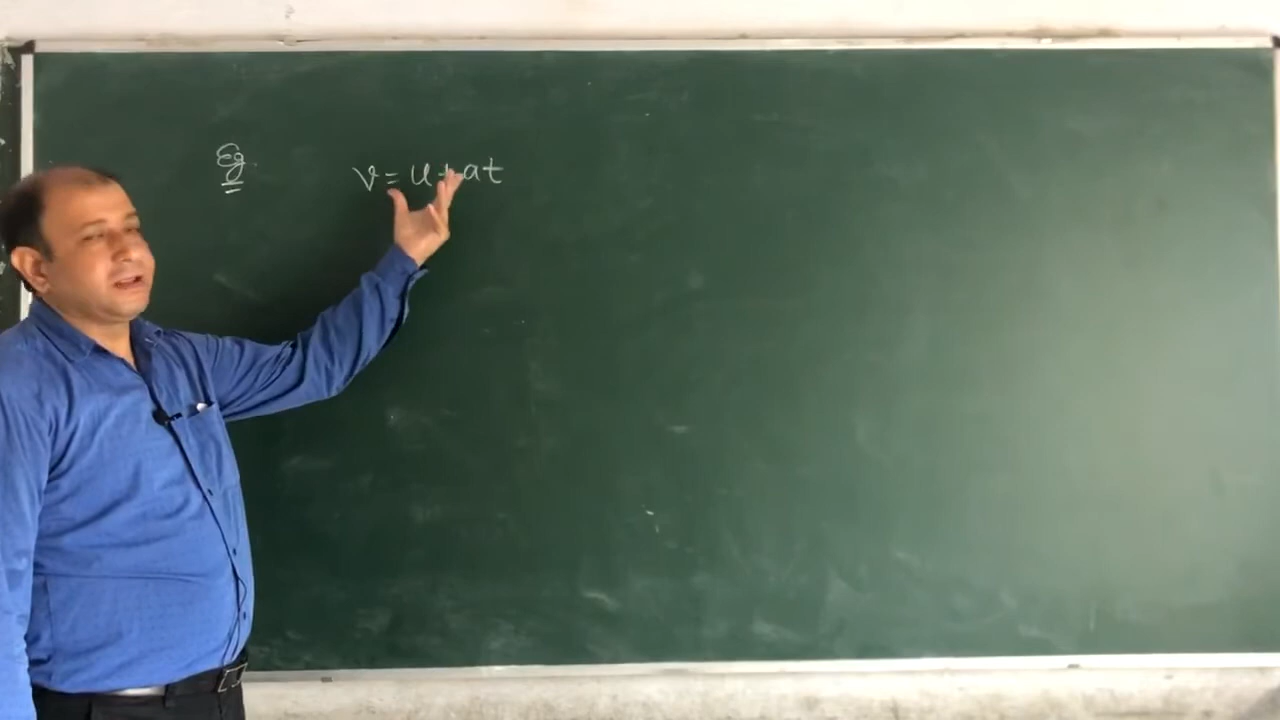 Eg.
v = u + at